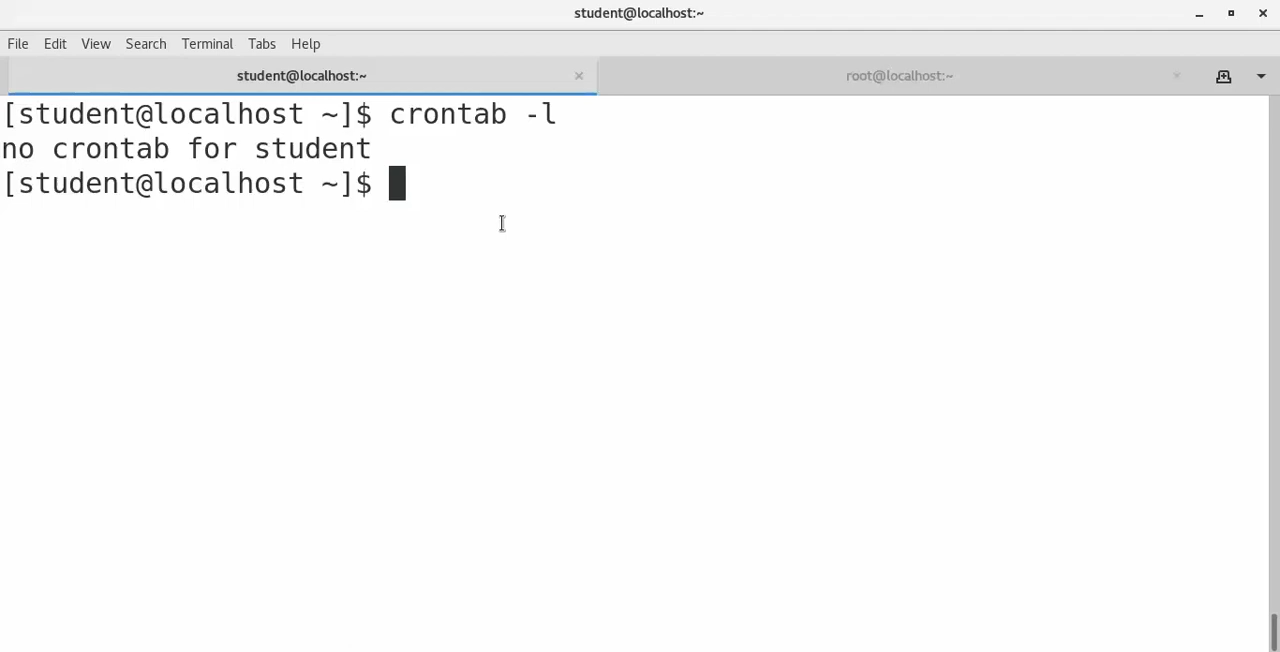 student@localhost:~
File Edit View Search Terminal Tabs Help
student@localhost:~ root@localhost:~
[student@localhost ~]$ crontab -l
no crontab for student
[student@localhost ~]$